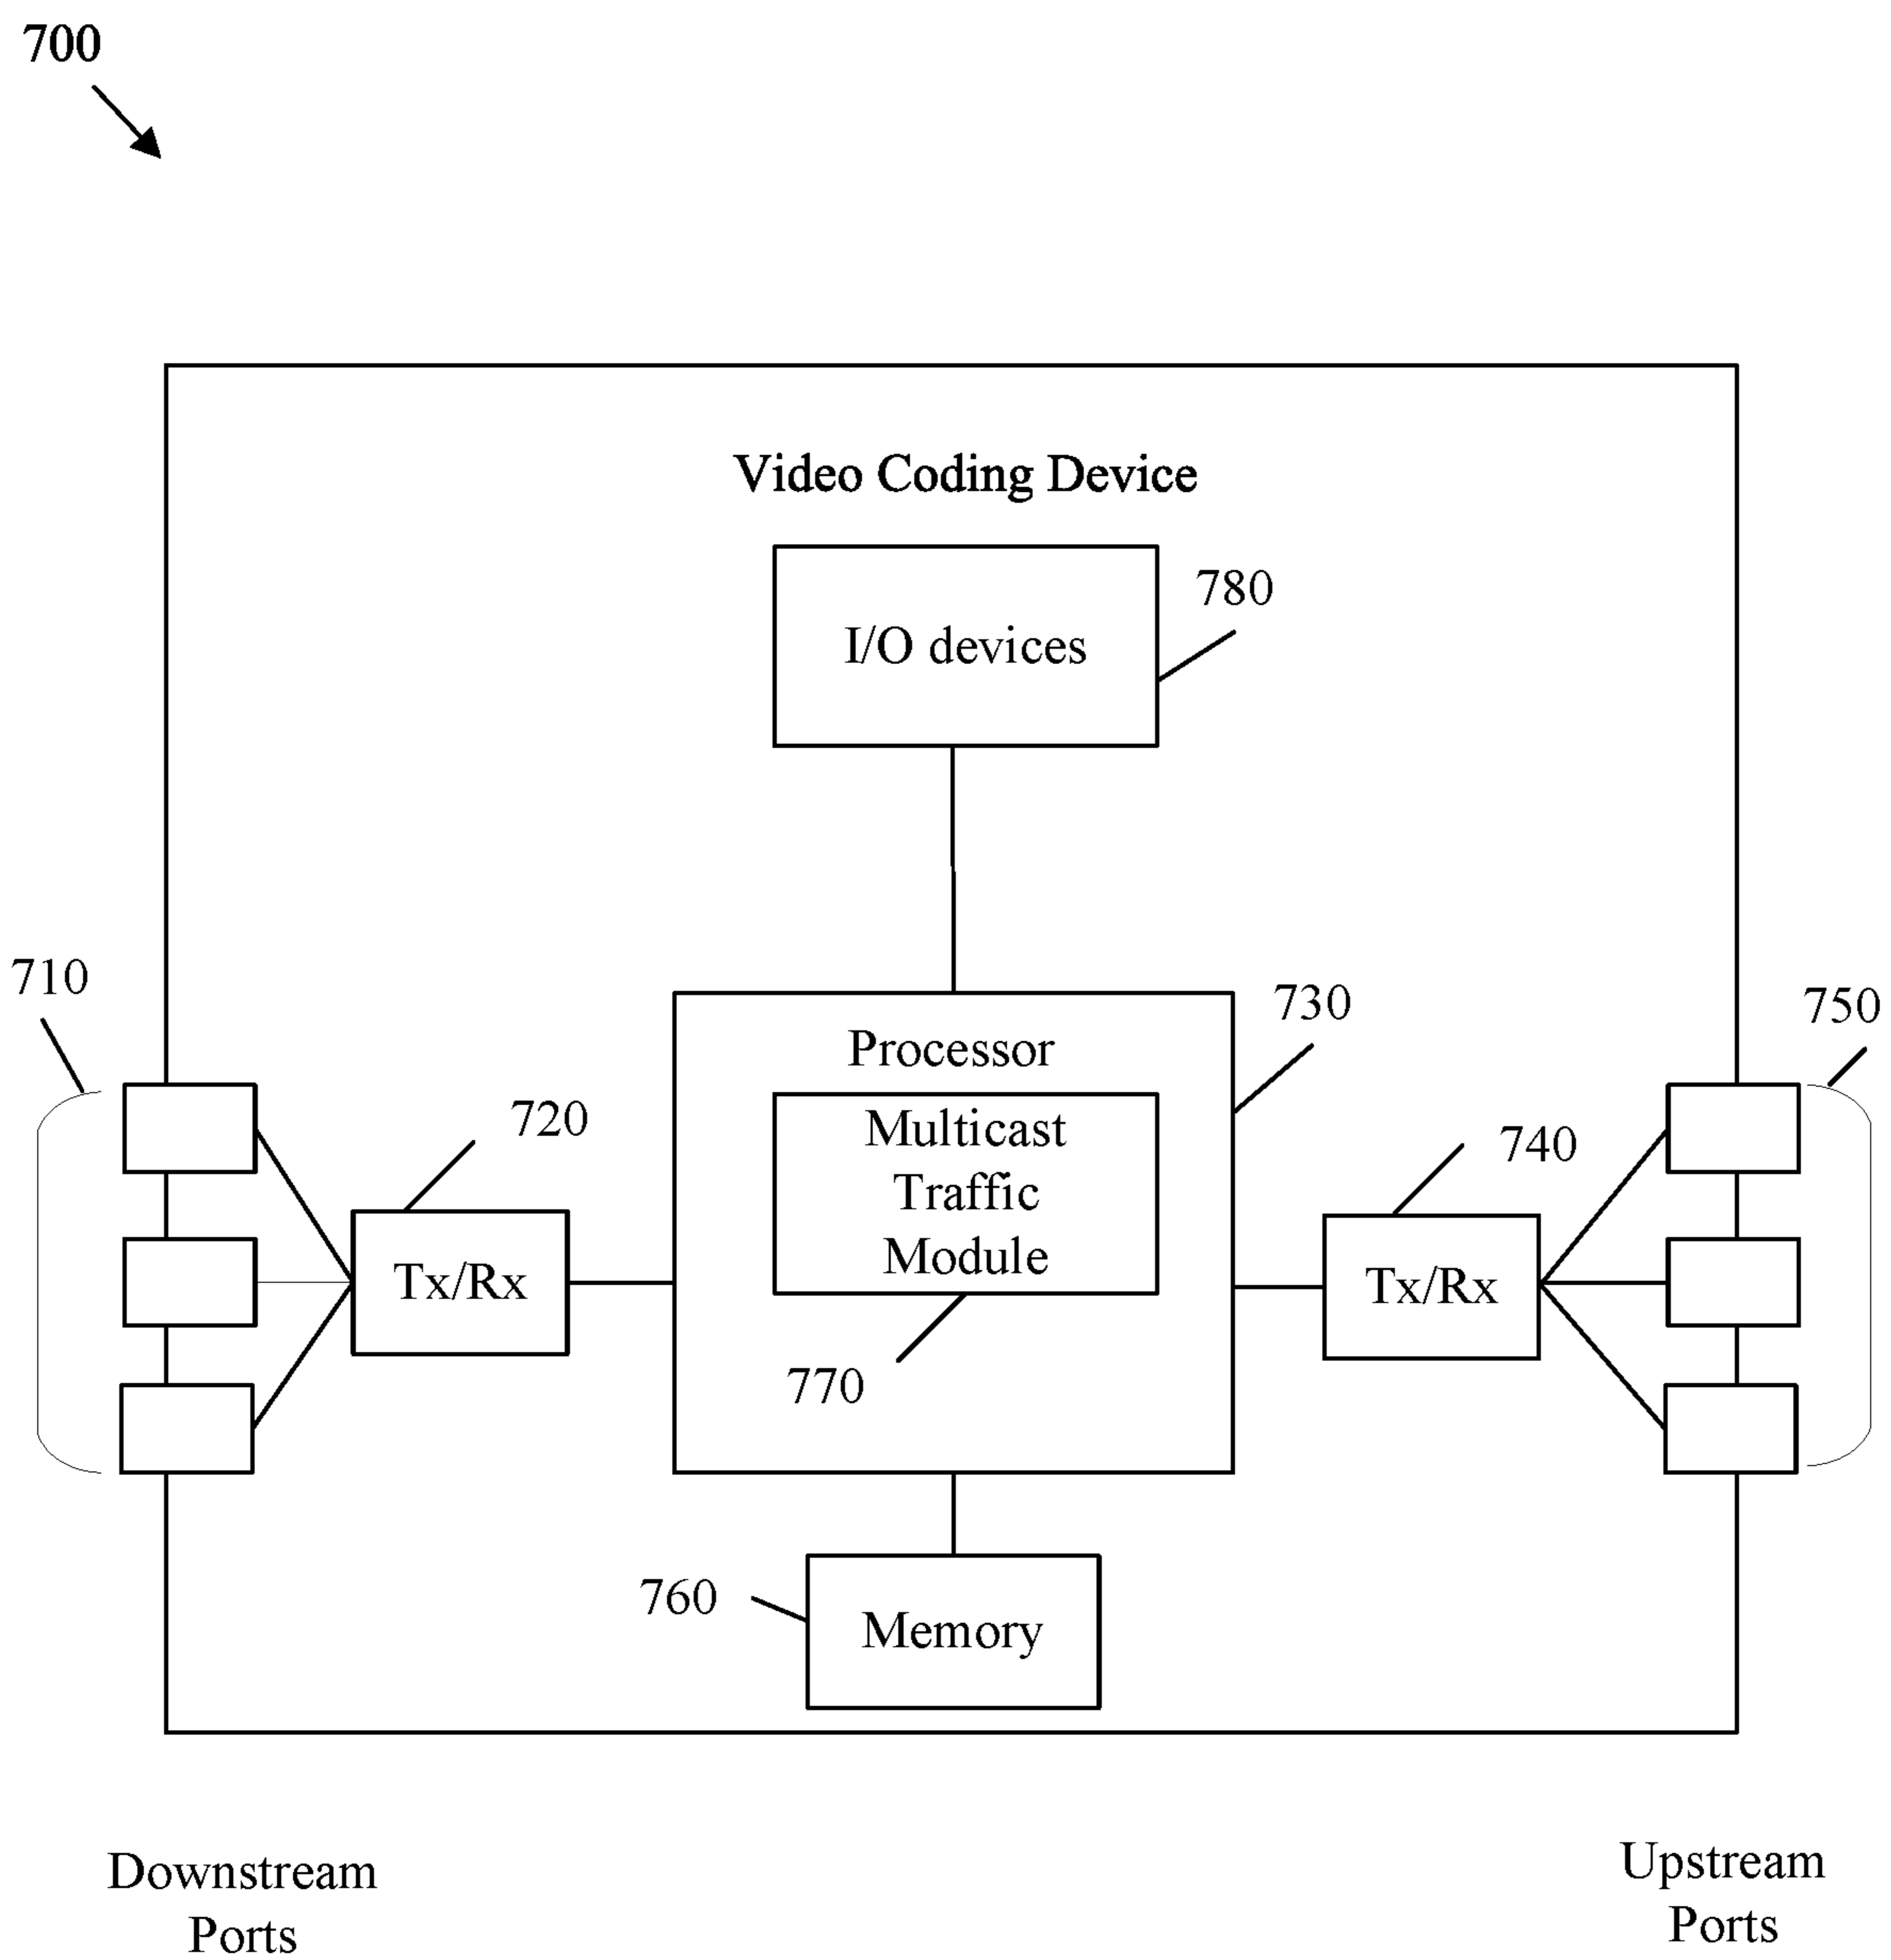 700
Video Coding Device
I/O devices
780
710
730
750
Processor
720
Multicast
Traffic
Module
740
Tx/Rx
Tx/Rx
770
760
Memory
Downstream
Ports
Upstream
Ports